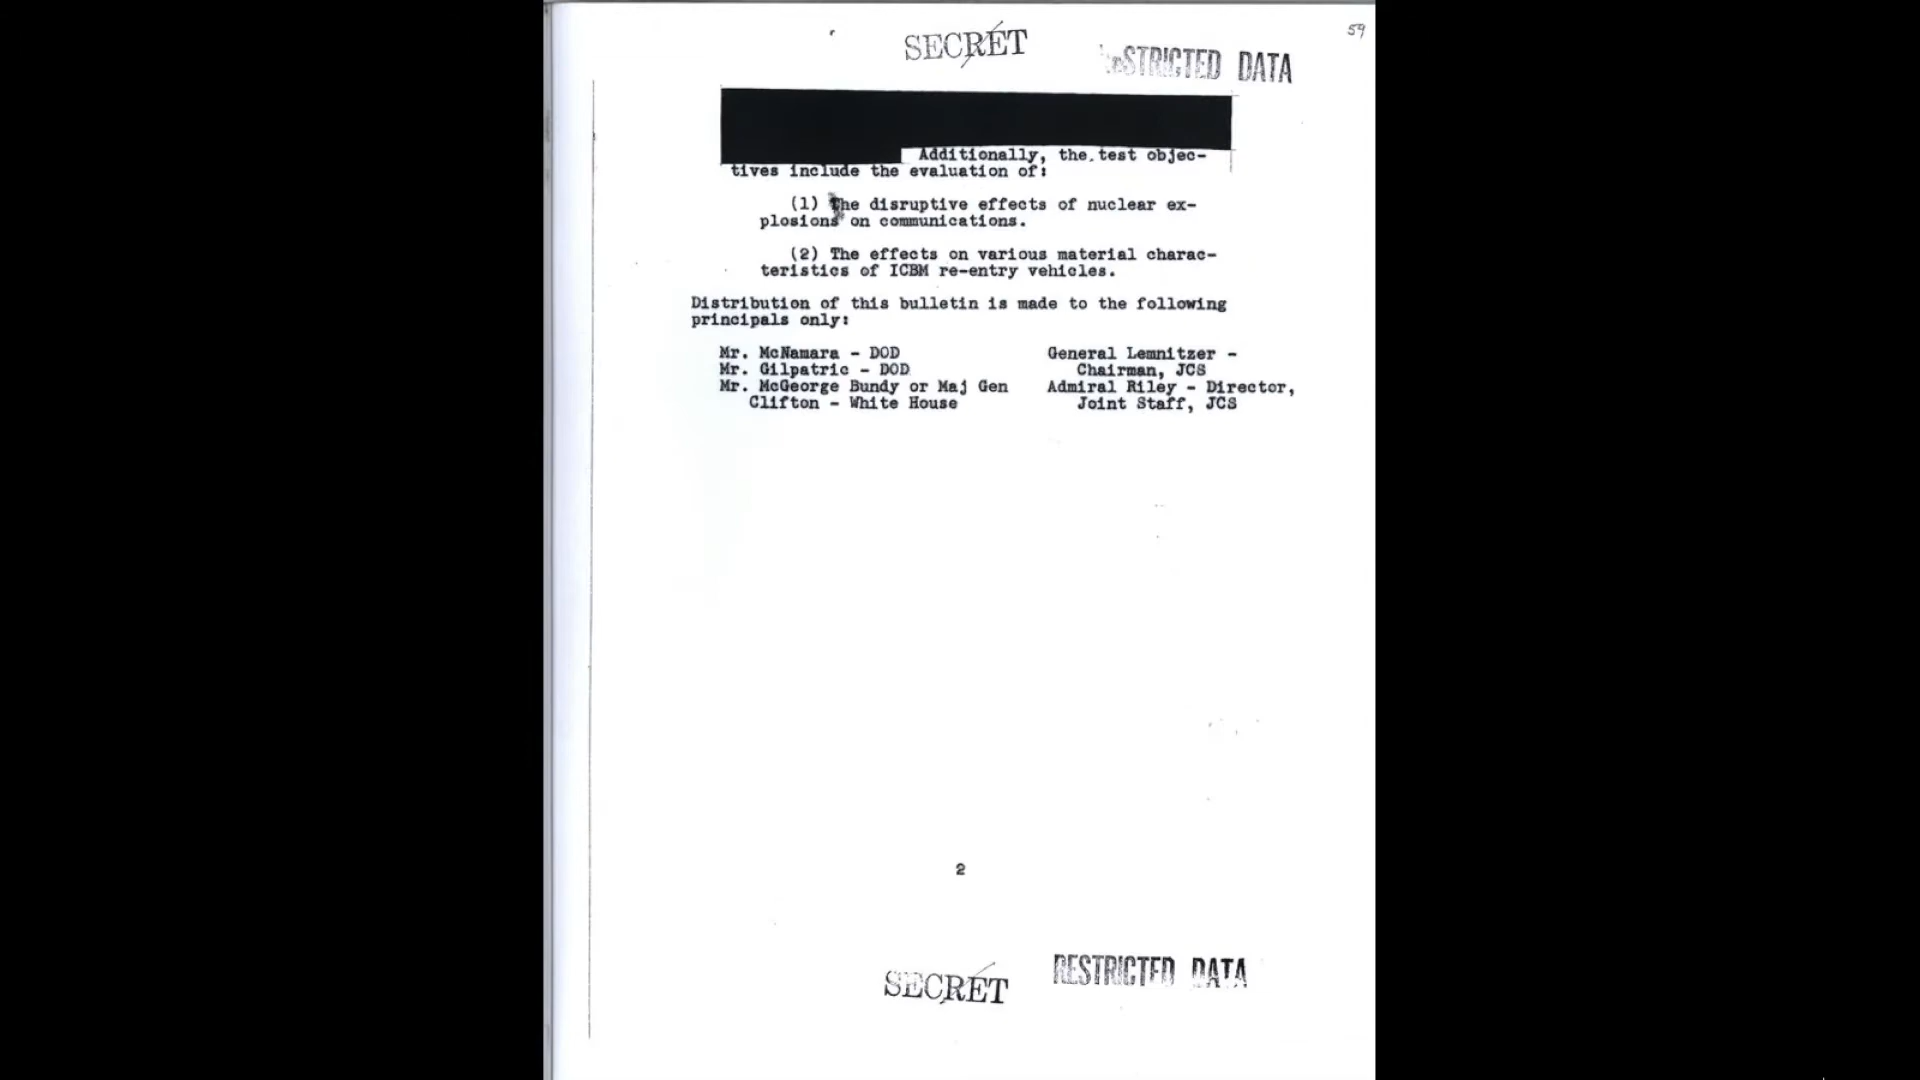 59
SECRET
RESTRICTED DATA
Additionally, the test objec-
tives include the evaluation of:
(1) The disruptive effects of nuclear ex-
plosions on communications.
(2) The effects on various material charac-
teristics of ICBM re-entry vehicles.
Distribution of this bulletin is made to the following
principals only:
Mr. McNamara - DOD
Mr. Gilpatric - DOD
Mr. McGeorge Bundy or Maj Gen
Clifton - White House
General Lemnitzer -
Chairman, JCS
Admiral Riley - Director,
Joint Staff, JCS
2
SECRET
RESTRICTED DATA